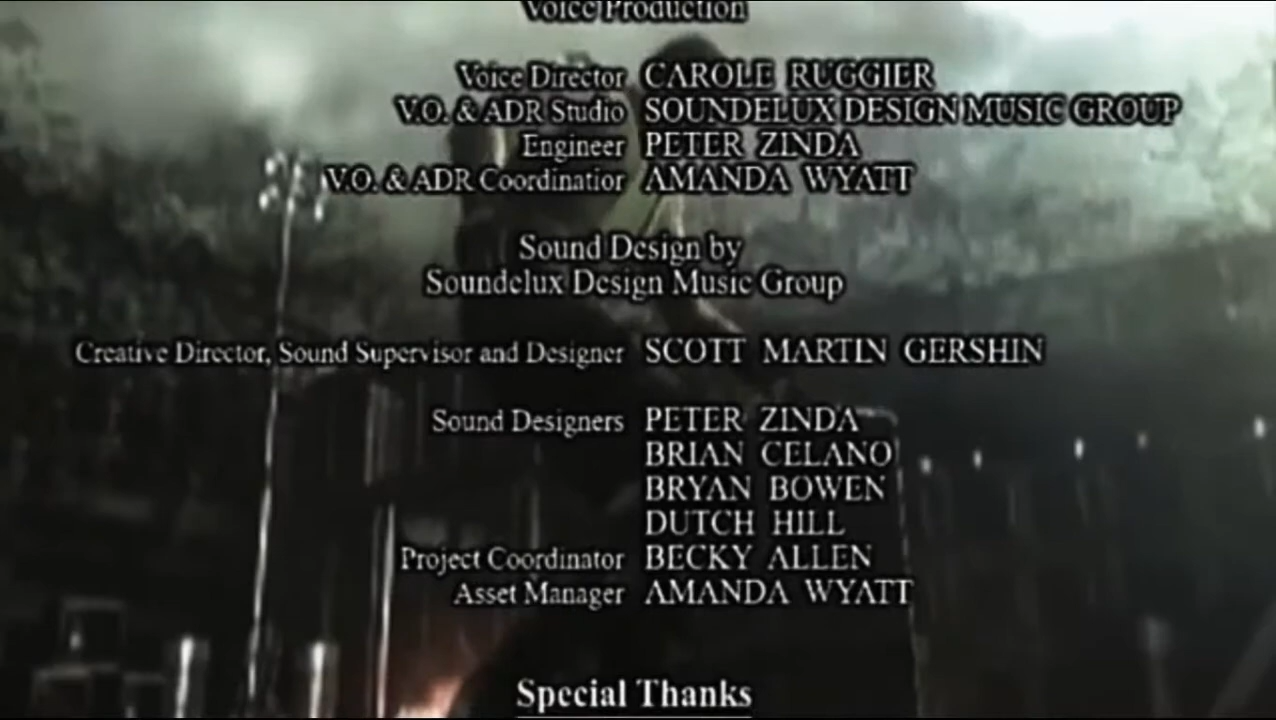 Voice Production
Voice Director CAROLE RUGGIER
V.O. & ADR Studio SOUNDELUX DESIGN MUSIC GROUP
Engineer PETER ZINDA
V.O. & ADR Coordinatior AMANDA WYATT
Sound Design by
Soundelux Design Music Group
Creative Director, Sound Supervisor and Designer SCOTT MARTIN GERSHIN
Sound Designers PETER ZINDA
BRIAN CELANO
BRYAN BOWEN
DUTCH HILL
Project Coordinator BECKY ALLEN
Asset Manager AMANDA WYATT
Special Thanks